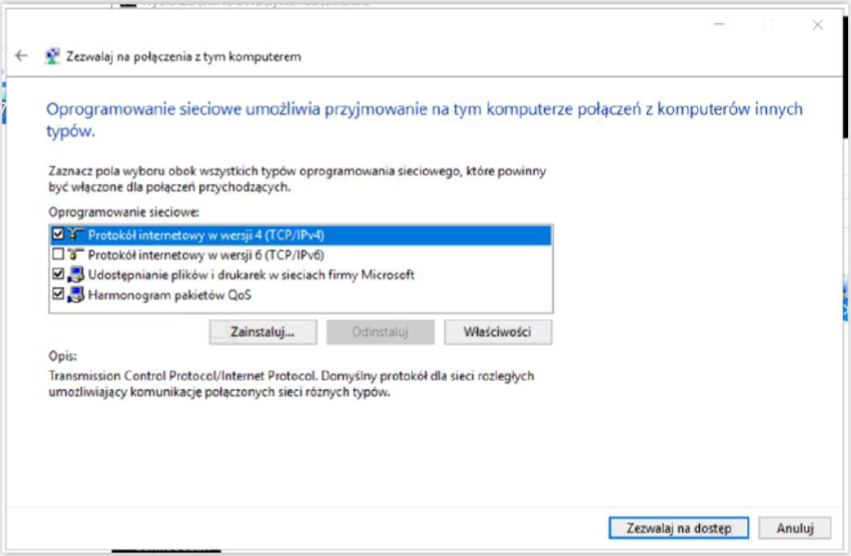 Zezwalaj na połączenia z tym komputerem
Oprogramowanie sieciowe umożliwia przyjmowanie na tym komputerze połączeń z komputerów innych
typów.
Zaznacz pola wyboru obok wszystkich typów oprogramowania sieciowego, które powinny
być włączone dla połączeń przychodzących.
Oprogramowanie sieciowe:
Protokół internetowy w wersji 4 (TCP/IPv4)
Protokół internetowy w wersji 6 (TCP/IPv6)
Udostępnianie plików i drukarek w sieciach firmy Microsoft
Harmonogram pakietów QoS
Zainstaluj... Odinstaluj Właściwości
Opis:
Transmission Control Protocol/Internet Protocol. Domyślny protokół dla sieci rozległych
umożliwiający komunikację połączonych sieci różnych typów.
Zezwalaj na dostęp Anuluj